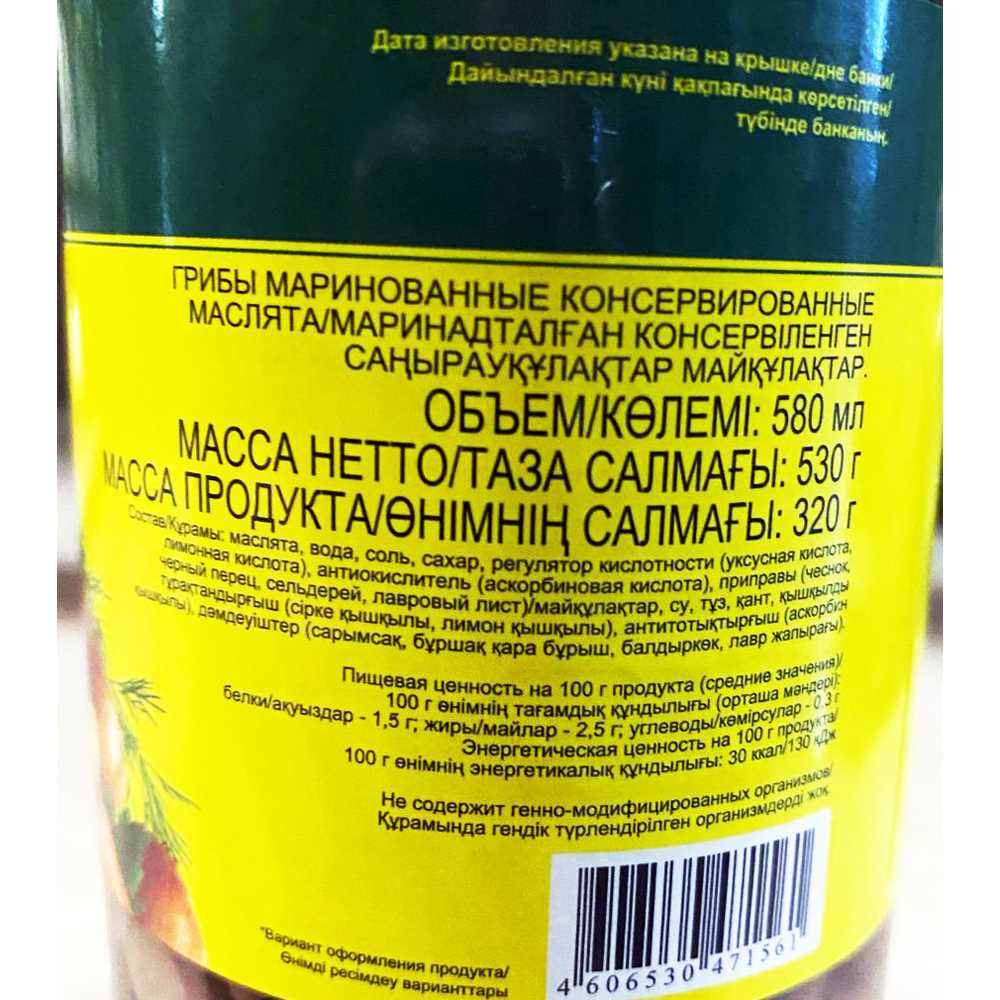 Дата изготовления указана на крышке/дне банки/
Дайындалған күні қақпағында көрсетілген/
түбінде банканың.
ГРИБЫ МАРИНОВАННЫЕ КОНСЕРВИРОВАННЫЕ
МАСЛЯТА/МАРИНАДТАЛҒАН КОНСЕРВІЛЕНГЕН
САҢЫРАУҚҰЛАҚТАР МАЙҚҰЛАҚТАР.
ОБЪЕМ/КӨЛЕМІ: 580 мл
МАССА НЕТТО/ТАЗА САЛМАҒЫ: 530 г
МАССА ПРОДУКТА/ӨНІМНІҢ САЛМАҒЫ: 320 г
Состав/Құрамы: маслята, вода, соль, сахар, регулятор кислотности (уксусная кислота,
лимонная кислота), антиокислитель (аскорбиновая кислота), приправы (чеснок,
черный перец, сельдерей, лавровый лист)/майқұлақтар, су, тұз, қант, қышқылды
тұрақтандырғыш (сірке қышқылы, лимон қышқылы), антитотықтырғыш (аскорбин
қышқылы), дәмдеуіштер (сарымсақ, бұршақ қара бұрыш, балдыркөк, лавр жапырағы).
Пищевая ценность на 100 г продукта (средние значения)/
100 г өнімнің тағамдық құндылығы (орташа мәндері):
белки/ақуыздар - 1,5 г; жиры/майлар - 2,5 г; углеводы/көмірсулар - 0,3 г
Энергетическая ценность на 100 г продукта/
100 г өнімнің энергетикалық құндылығы: 30 ккал/130 кДж
Не содержит генно-модифицированных организмов/
Құрамында гендік түрлендірілген организмдерді жоқ.
*Вариант оформления продукта/
Өнімді ресімдеу варианттары
4 606530 471561